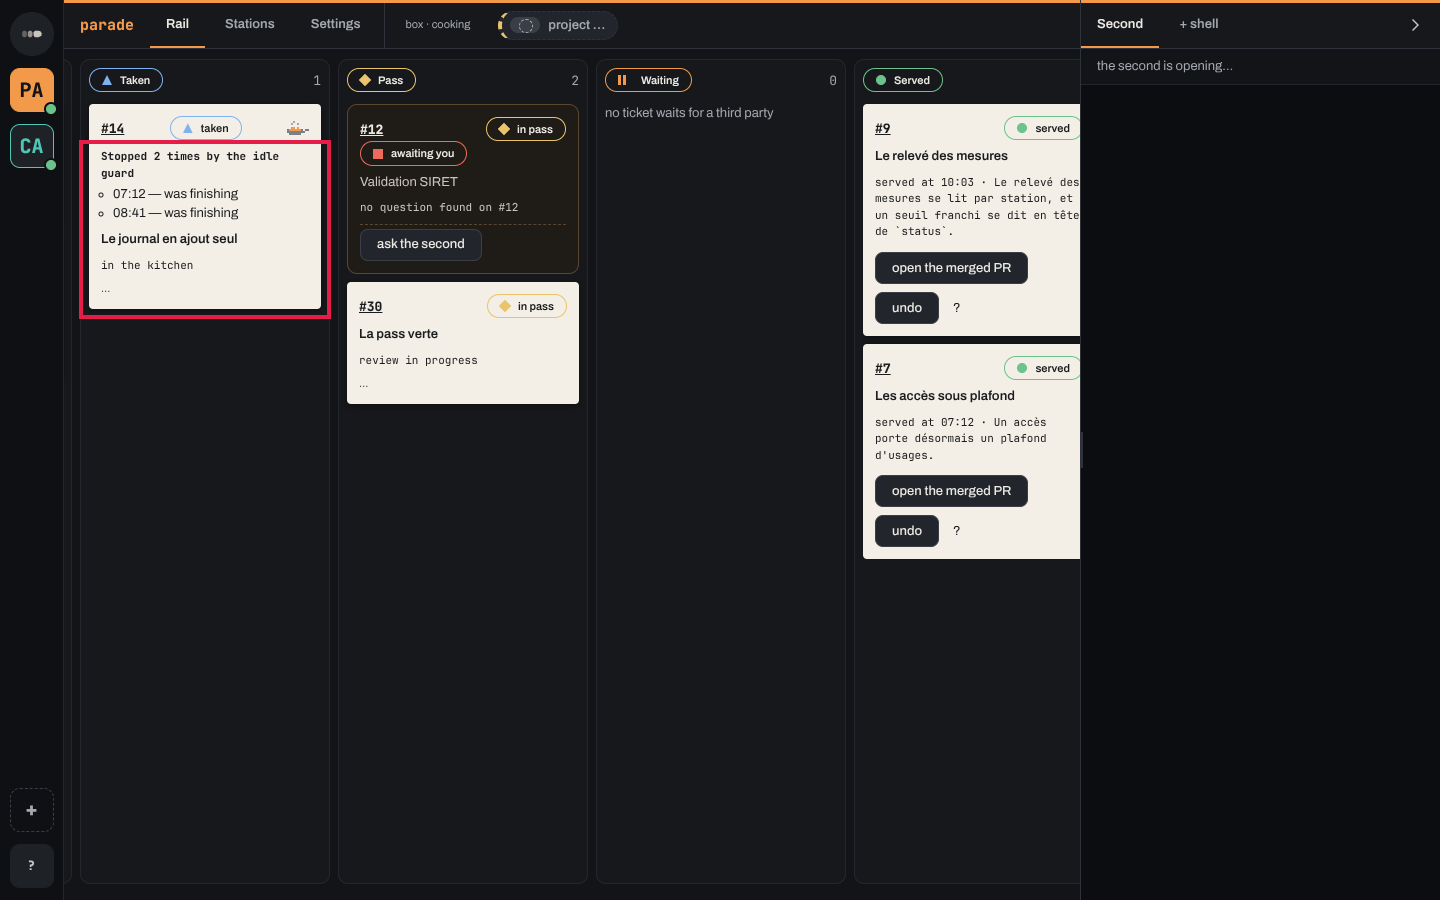 parade
Rail
Stations
Settings
box · cooking
project ...
Second
+ shell
PA
CA
+
?
Taken
1
#14
taken
Stopped 2 times by the idle
guard
07:12 — was finishing
08:41 — was finishing
Le journal en ajout seul
in the kitchen
...
Pass
2
#12
in pass
awaiting you
Validation SIRET
no question found on #12
ask the second
#30
in pass
La pass verte
review in progress
...
Waiting
0
no ticket waits for a third party
Served
#9
served
Le relevé des mesures
served at 10:03 · Le relevé des
mesures se lit par station, et
un seuil franchi se dit en tête
de `status`.
open the merged PR
undo
?
#7
served
Les accès sous plafond
served at 07:12 · Un accès
porte désormais un plafond
d'usages.
open the merged PR
undo
?
the second is opening...